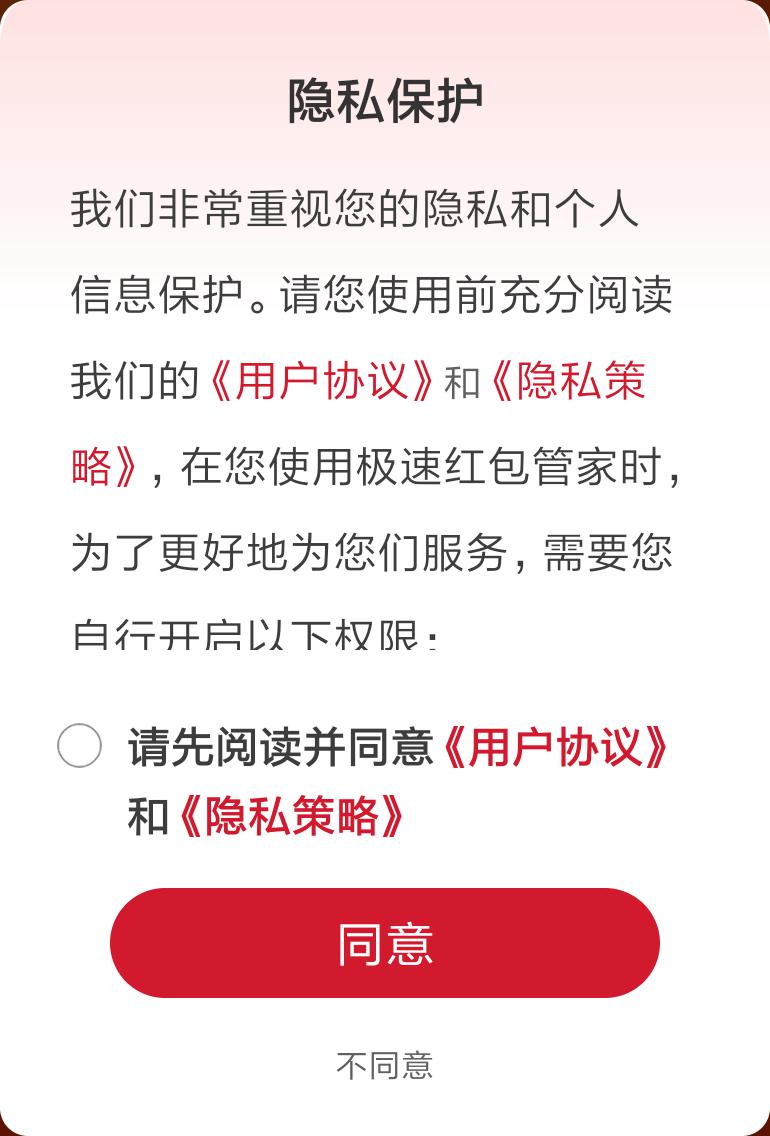 隐私保护
我们非常重视您的隐私和个人
信息保护。请您使用前充分阅读
我们的《用户协议》和《隐私策
略》，在您使用极速红包管家时，
为了更好地为您们服务，需要您
自行开启以下权限：
请先阅读并同意《用户协议》
和《隐私策略》
同意
不同意